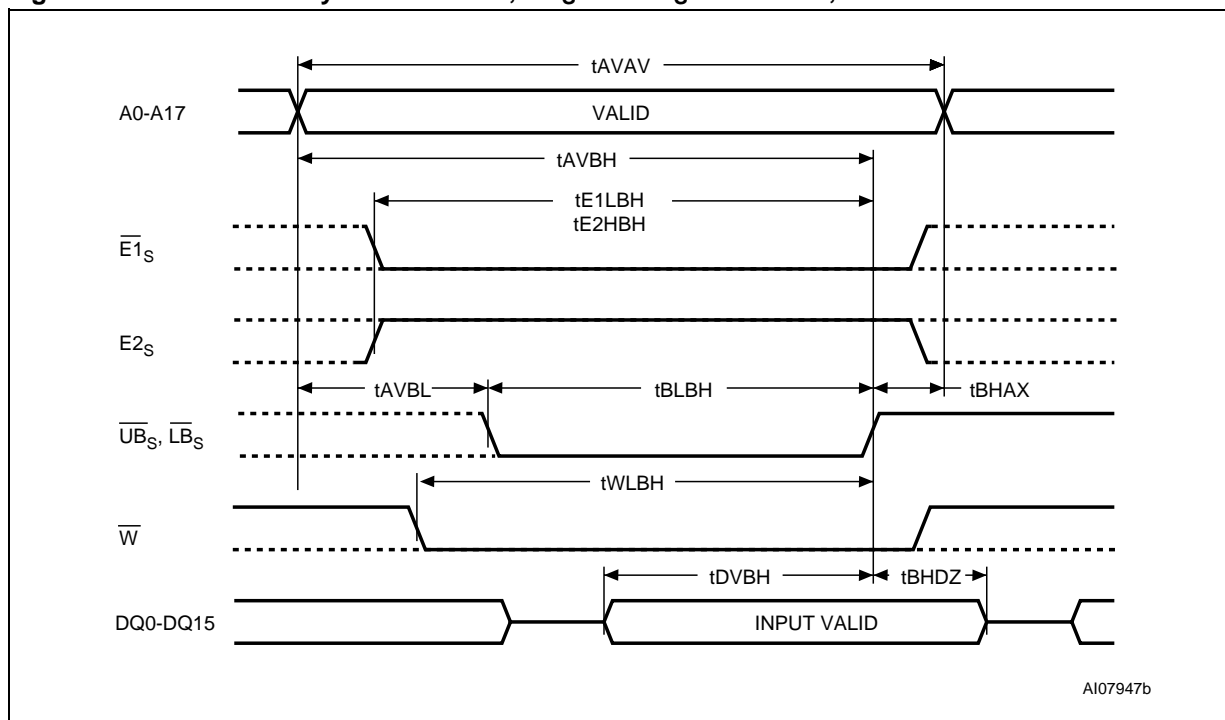 tAVAV
A0-A17
VALID
tAVBH
tE1LBH
tE2HBH
E1S
E2S
tAVBL
tBLBH
tBHAX
UBS, LBS
tWLBH
W
tDVBH
tBHDZ
DQ0-DQ15
INPUT VALID
AI07947b